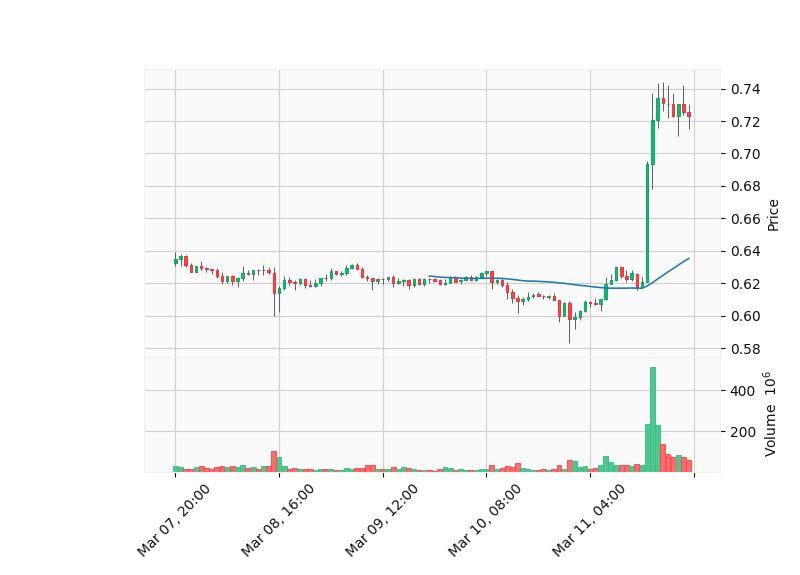 0.74
0.72
0.70
0.68
0.66
0.64
0.62
0.60
0.58
Price
400
200
Volume 10⁶
Mar 07, 20:00
Mar 08, 16:00
Mar 09, 12:00
Mar 10, 08:00
Mar 11, 04:00